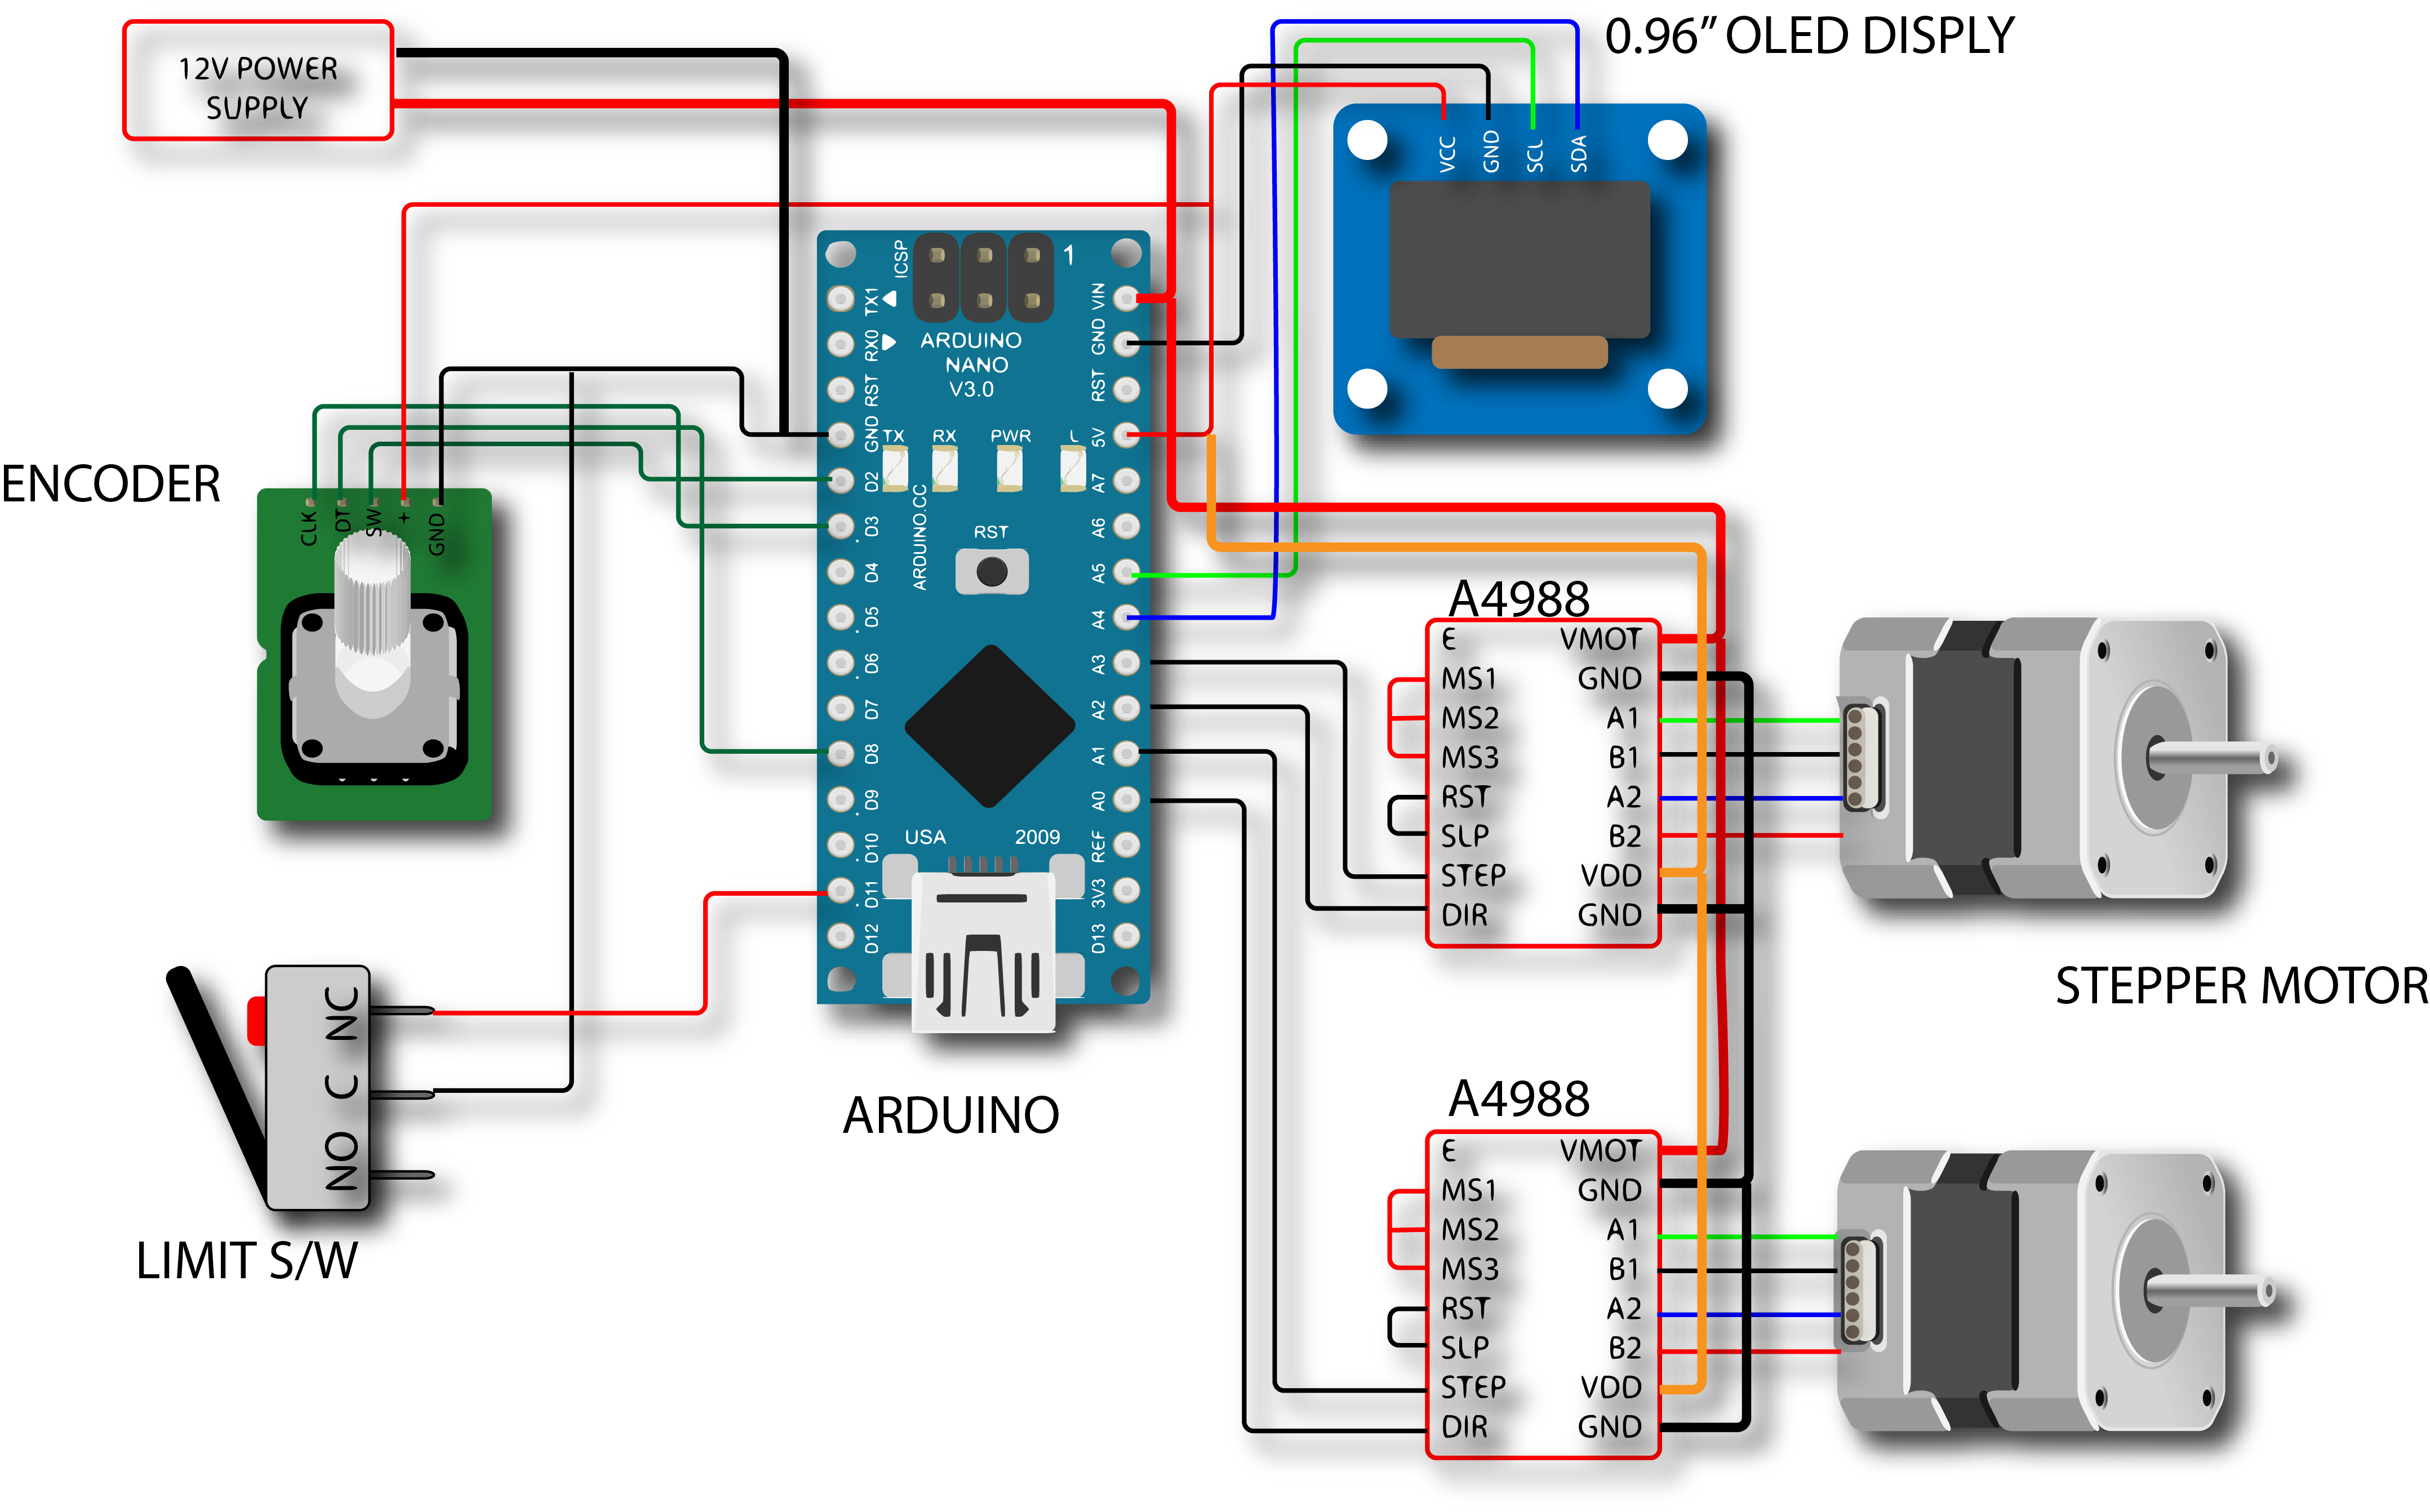 12V POWER
SUPPLY
0.96” OLED DISPLY
VCC
GND
SCL
SDA
ENCODER
CLK
DT
SW
+
GND
ICSP
1
ARDUINO
NANO
V3.0
TX1
RX0
RST
GND
D2
D3
D4
D5
D6
D7
D8
D9
D10
D11
D12
VIN
GND
RST
5V
A7
A6
A5
A4
A3
A2
A1
A0
REF
3V3
D13
TX
RX
PWR
L
ARDUINO.CC
RST
USA
2009
ARDUINO
NC
C
NO
LIMIT S/W
A4988
E
VMOT
MS1
GND
MS2
A1
MS3
B1
RST
A2
SLP
B2
STEP
VDD
DIR
GND
STEPPER MOTOR
A4988
E
VMOT
MS1
GND
MS2
A1
MS3
B1
RST
A2
SLP
B2
STEP
VDD
DIR
GND